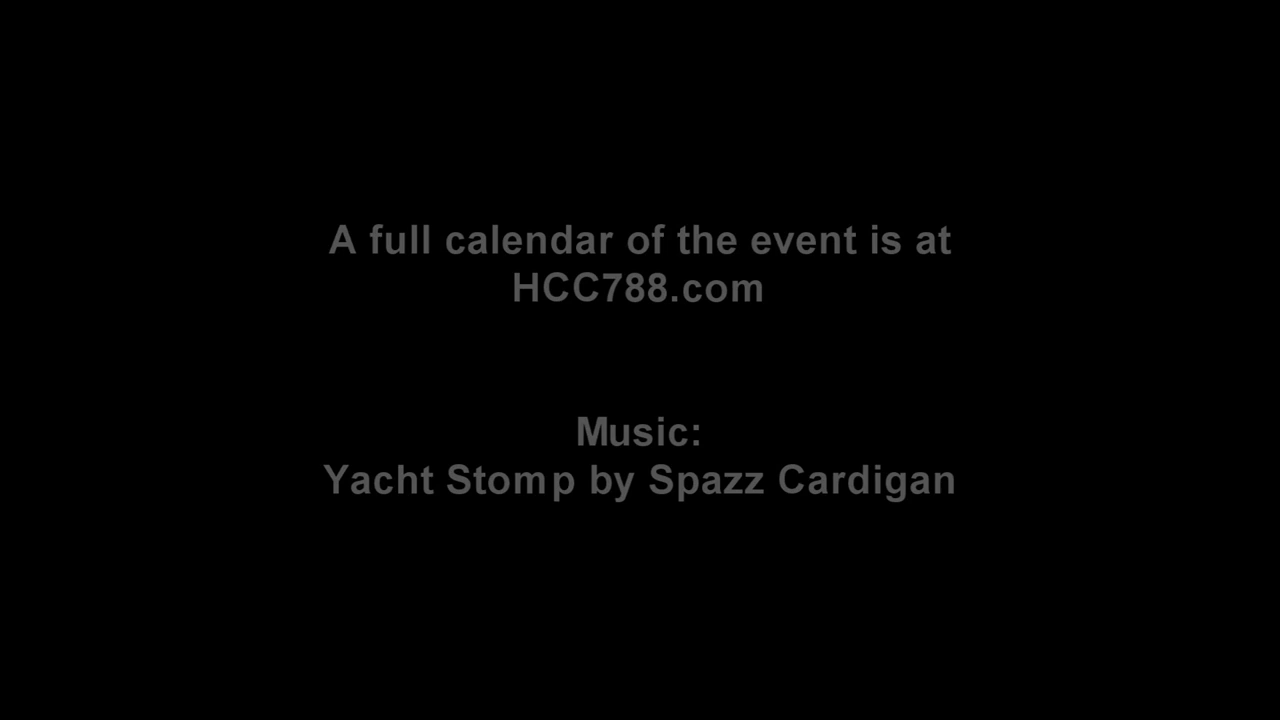 A full calendar of the event is at
HCC788.com
Music:
Yacht Stomp by Spazz Cardigan